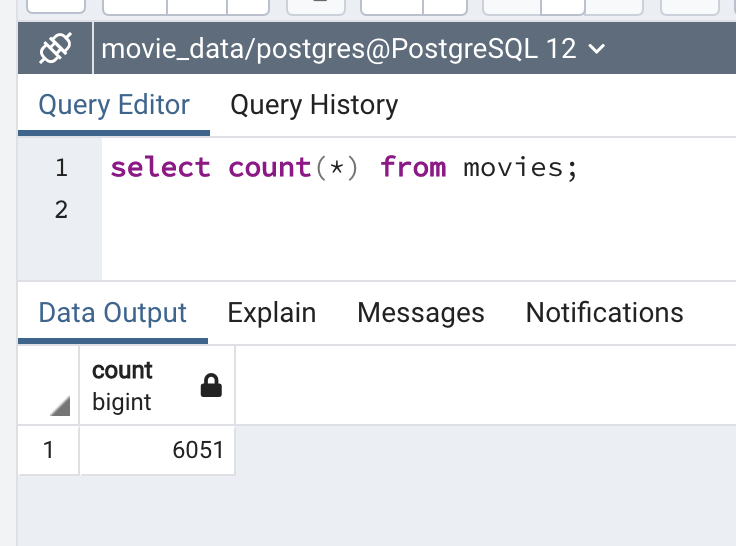 movie_data/postgres@PostgreSQL 12
Query Editor Query History
1 select count(*) from movies;
2
Data Output Explain Messages Notifications
count
bigint
1 6051